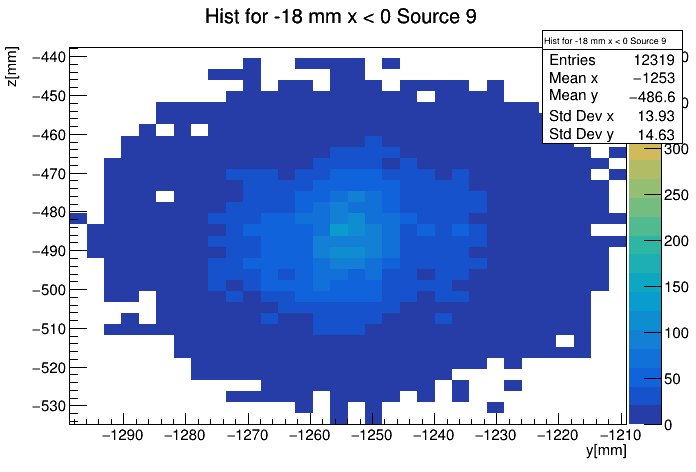 Hist for -18 mm x < 0 Source 9
Hist for -18 mm x < 0 Source 9
Entries 12319
Mean x −1253
Mean y −486.6
Std Dev x 13.93
Std Dev y 14.63
z[mm]
−440
−450
−460
−470
−480
−490
−500
−510
−520
−530
−1290 −1280 −1270 −1260 −1250 −1240 −1230 −1220 −1210
y[mm]
300
250
200
150
100
50
0